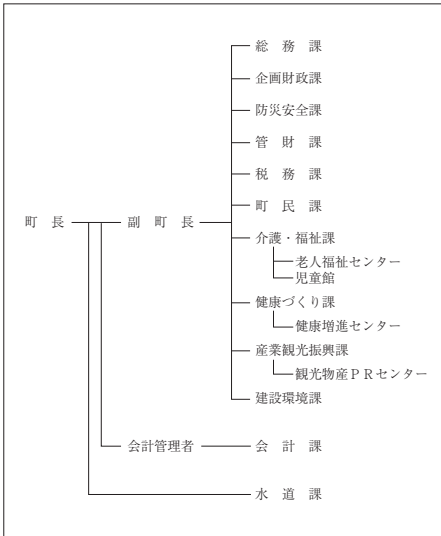 総務課
企画財政課
防災安全課
管財課
税務課
町民課
町長 副町長
介護・福祉課
老人福祉センター
児童館
健康づくり課
健康増進センター
産業観光振興課
観光物産PRセンター
建設環境課
会計管理者 会計課
水道課